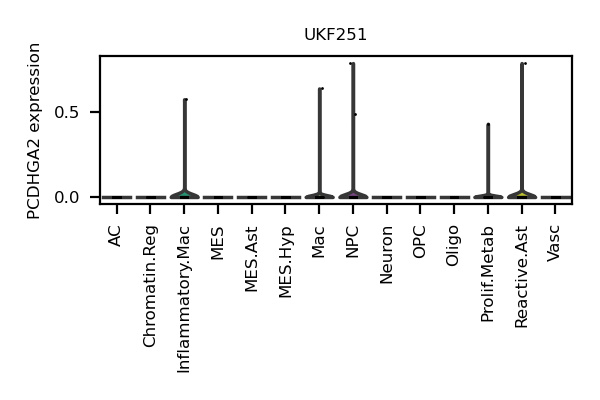 UKF251
PCDHGA2 expression
0.5
0.0
AC
Chromatin.Reg
Inflammatory.Mac
MES
MES.Ast
MES.Hyp
Mac
NPC
Neuron
OPC
Oligo
Prolif.Metab
Reactive.Ast
Vasc